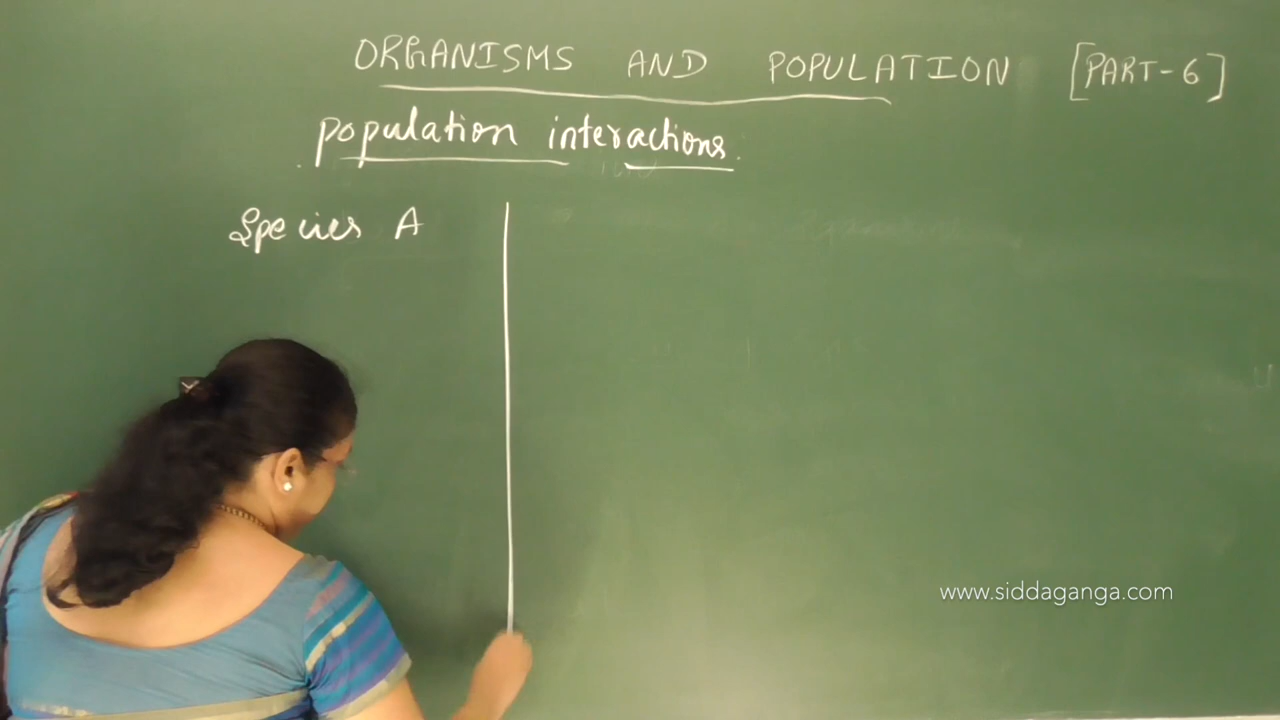 ORGANISMS AND POPULATION [PART-6]
population interactions.
Species A
www.siddaganga.com